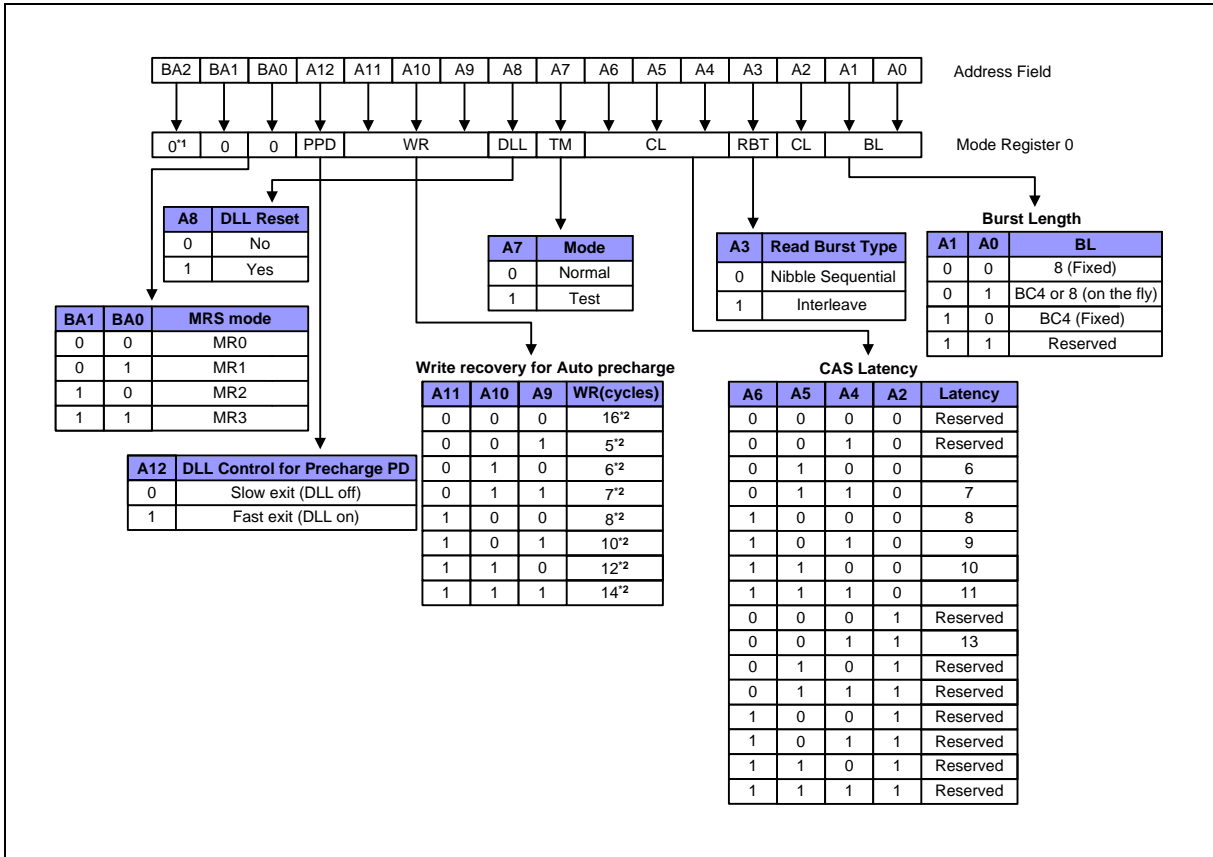 BA2 BA1 BA0 A12 A11 A10 A9 A8 A7 A6 A5 A4 A3 A2 A1 A0 Address Field
0*1 0 0 PPD WR DLL TM CL RBT CL BL Mode Register 0
A8 DLL Reset
0 No
1 Yes
BA1 BA0 MRS mode
0 0 MR0
0 1 MR1
1 0 MR2
1 1 MR3
A12 DLL Control for Precharge PD
0 Slow exit (DLL off)
1 Fast exit (DLL on)
A7 Mode
0 Normal
1 Test
Write recovery for Auto precharge
A11 A10 A9 WR(cycles)
0 0 0 16*2
0 0 1 5*2
0 1 0 6*2
0 1 1 7*2
1 0 0 8*2
1 0 1 10*2
1 1 0 12*2
1 1 1 14*2
A3 Read Burst Type
0 Nibble Sequential
1 Interleave
Burst Length
A1 A0 BL
0 0 8 (Fixed)
0 1 BC4 or 8 (on the fly)
1 0 BC4 (Fixed)
1 1 Reserved
CAS Latency
A6 A5 A4 A2 Latency
0 0 0 0 Reserved
0 0 1 0 Reserved
0 1 0 0 6
0 1 1 0 7
1 0 0 0 8
1 0 1 0 9
1 1 0 0 10
1 1 1 0 11
0 0 0 1 Reserved
0 0 1 1 13
0 1 0 1 Reserved
0 1 1 1 Reserved
1 0 0 1 Reserved
1 0 1 1 Reserved
1 1 0 1 Reserved
1 1 1 1 Reserved